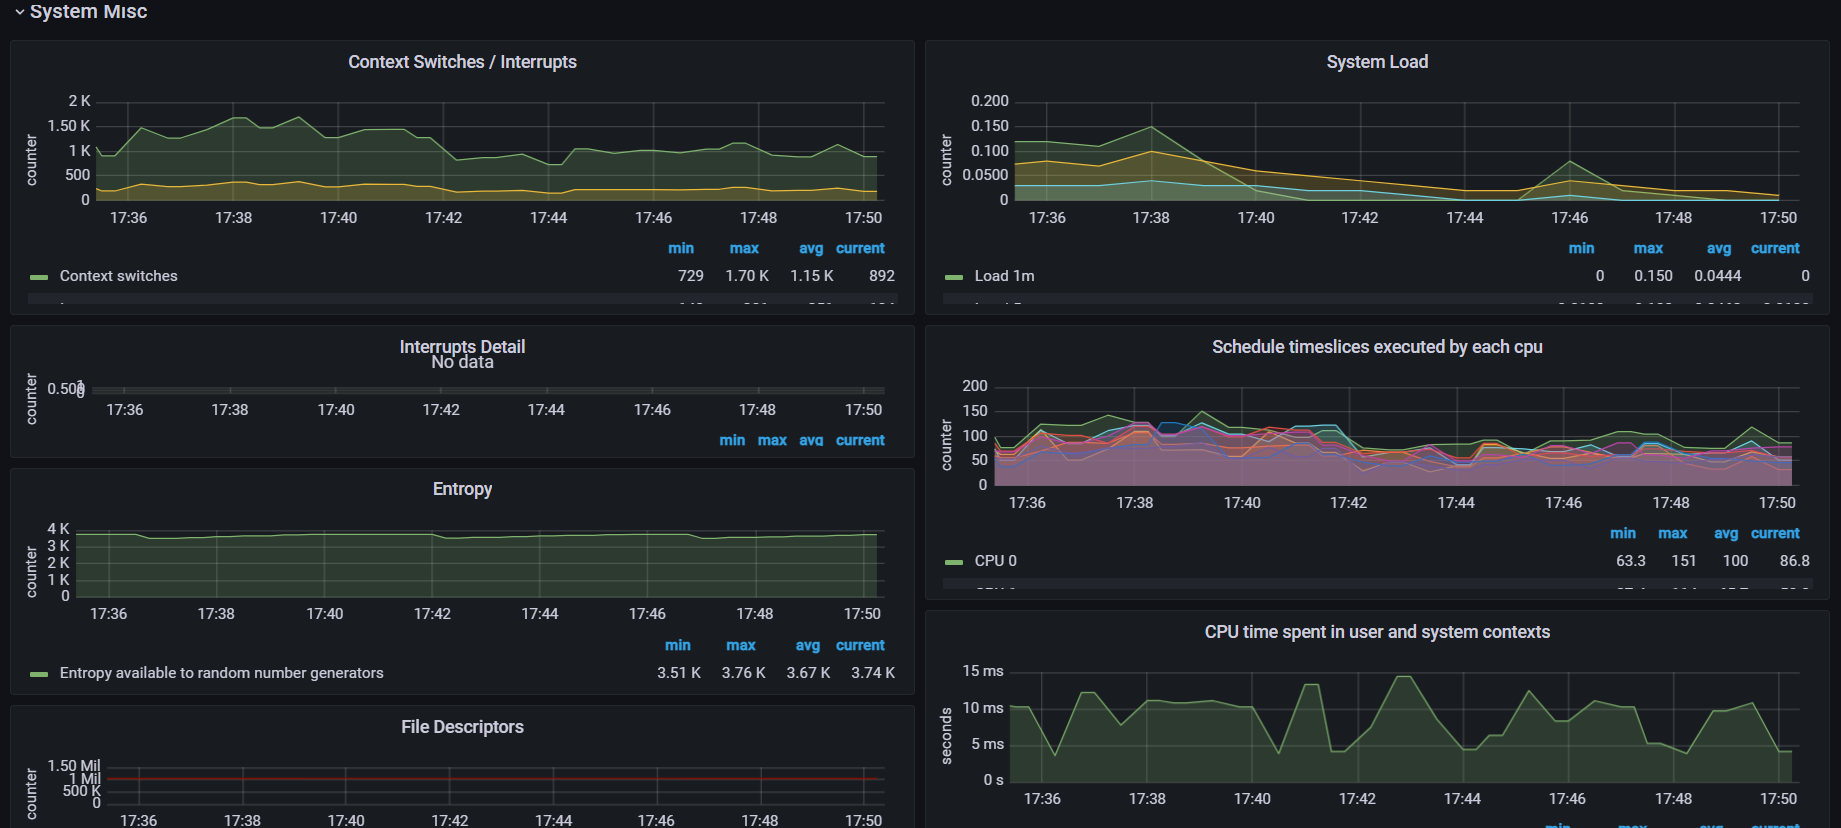 System Misc
Context Switches / Interrupts
counter
2 K
1.50 K
1 K
500
0
17:36 17:38 17:40 17:42 17:44 17:46 17:48 17:50
min max avg current
Context switches 729 1.70 K 1.15 K 892
System Load
counter
0.200
0.150
0.100
0.0500
0
17:36 17:38 17:40 17:42 17:44 17:46 17:48 17:50
min max avg current
Load 1m 0 0.150 0.0444 0
Interrupts Detail
No data
counter
17:36 17:38 17:40 17:42 17:44 17:46 17:48 17:50
min max avg current
Schedule timeslices executed by each cpu
counter
200
150
100
50
0
17:36 17:38 17:40 17:42 17:44 17:46 17:48 17:50
min max avg current
CPU 0 63.3 151 100 86.8
Entropy
counter
4 K
3 K
2 K
1 K
0
17:36 17:38 17:40 17:42 17:44 17:46 17:48 17:50
min max avg current
Entropy available to random number generators 3.51 K 3.76 K 3.67 K 3.74 K
CPU time spent in user and system contexts
seconds
15 ms
10 ms
5 ms
0 s
17:36 17:38 17:40 17:42 17:44 17:46 17:48 17:50
min max avg current
File Descriptors
counter
1.50 Mil
1 Mil
500 K
0
17:36 17:38 17:40 17:42 17:44 17:46 17:48 17:50